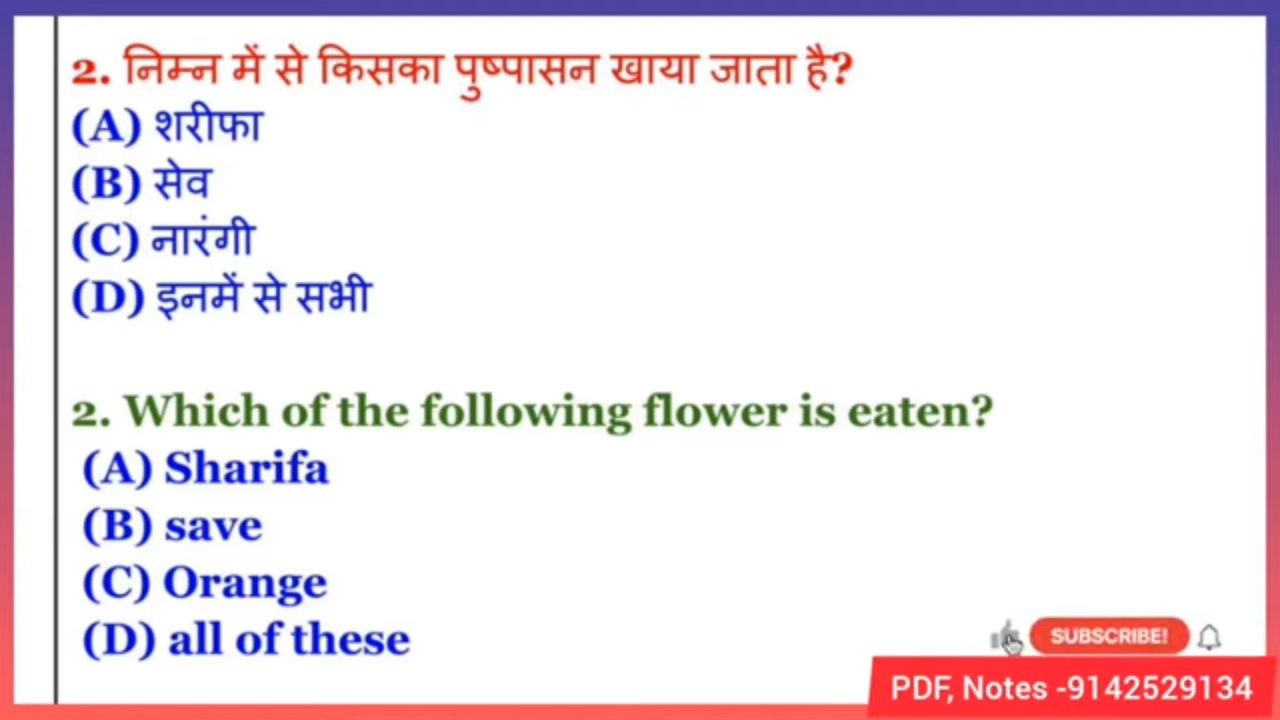 2. निम्न में से किसका पुष्पासन खाया जाता है?
(A) शरीफा
(B) सेव
(C) नारंगी
(D) इनमें से सभी
2. Which of the following flower is eaten?
(A) Sharifa
(B) save
(C) Orange
(D) all of these
SUBSCRIBE!
PDF, Notes -9142529134